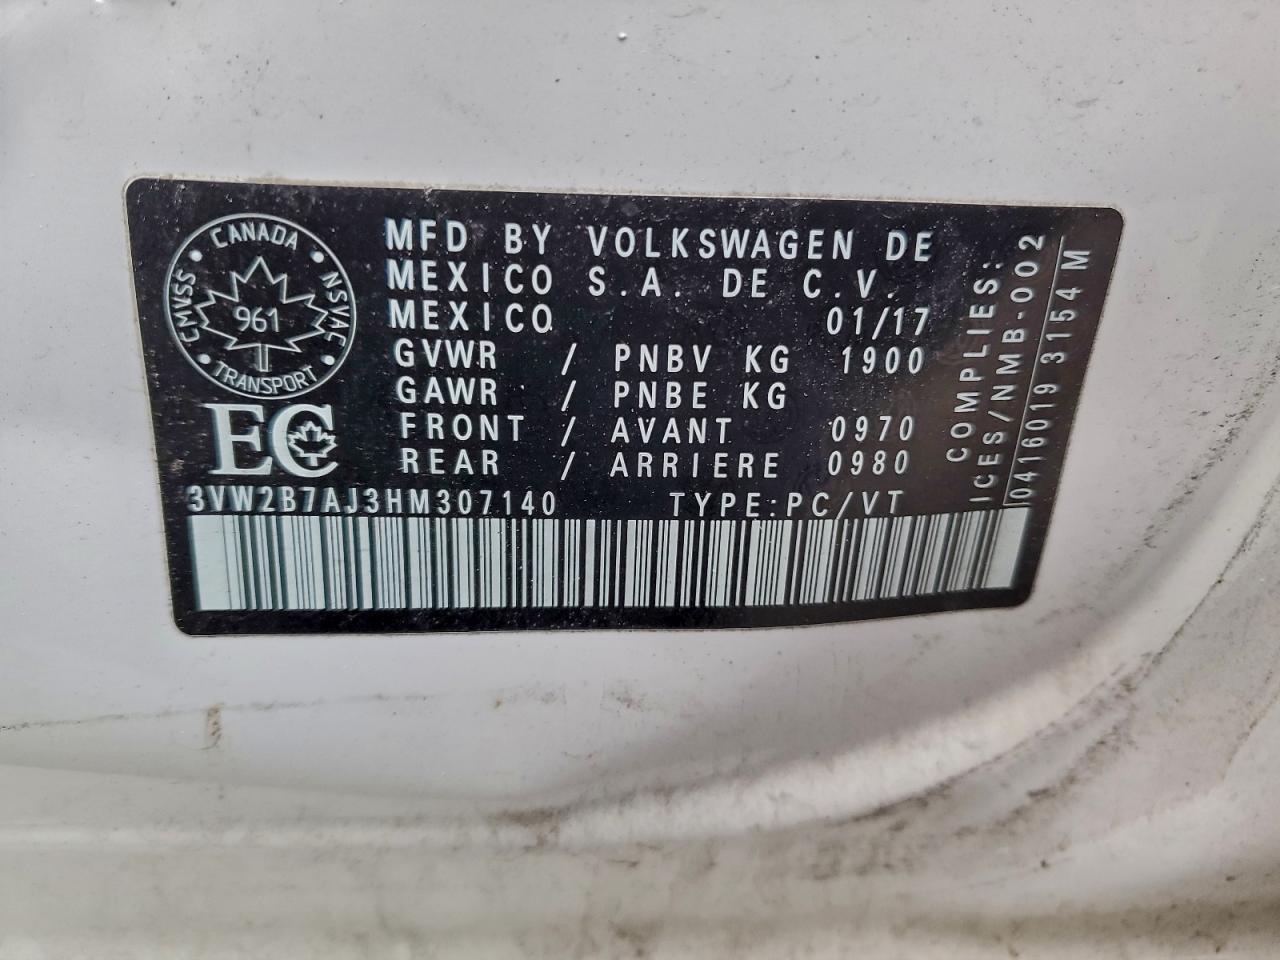 CANADA
CMVSS
NSVAC
961
TRANSPORT
EC
MFD BY VOLKSWAGEN DE
MEXICO S.A. DE C.V.
MEXICO 01/17
GVWR / PNBV KG 1900
GAWR / PNBE KG
FRONT / AVANT 0970
REAR / ARRIERE 0980
3VW2B7AJ3HM307140 TYPE:PC/VT
COMPLIES:
ICES/NMB-002
0416019 3154 M